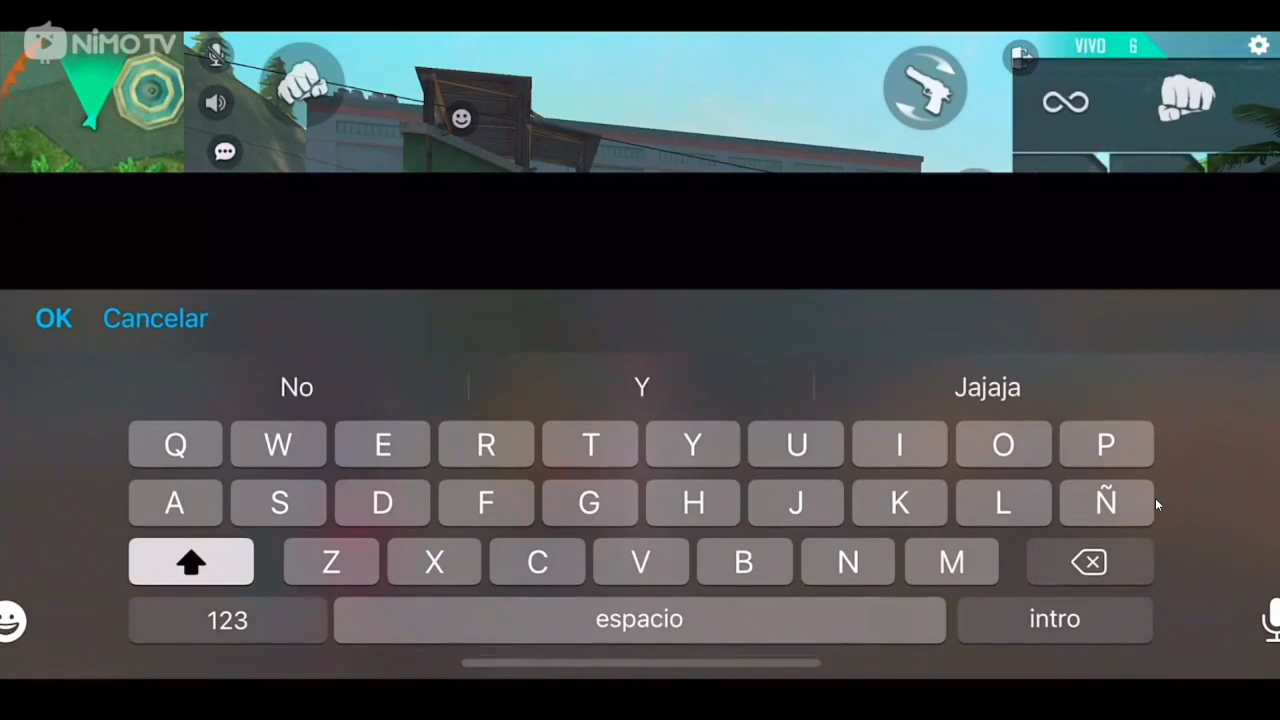 NIMO TV
VIVO 6
OK Cancelar
No Y Jajaja
Q W E R T Y U I O P
A S D F G H J K L Ñ
Z X C V B N M
123 espacio intro